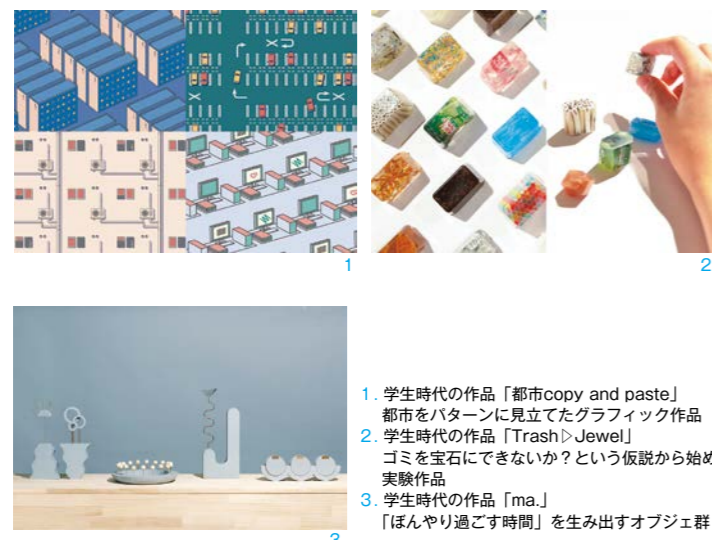 1
2
3
1. 学生時代の作品「都市copy and paste」
都市をパターンに見立てたグラフィック作品
2. 学生時代の作品「Trash▷Jewel」
ゴミを宝石にできないか？という仮説から始め
実験作品
3. 学生時代の作品「ma.」
「ぼんやり過ごす時間」を生み出すオブジェ群